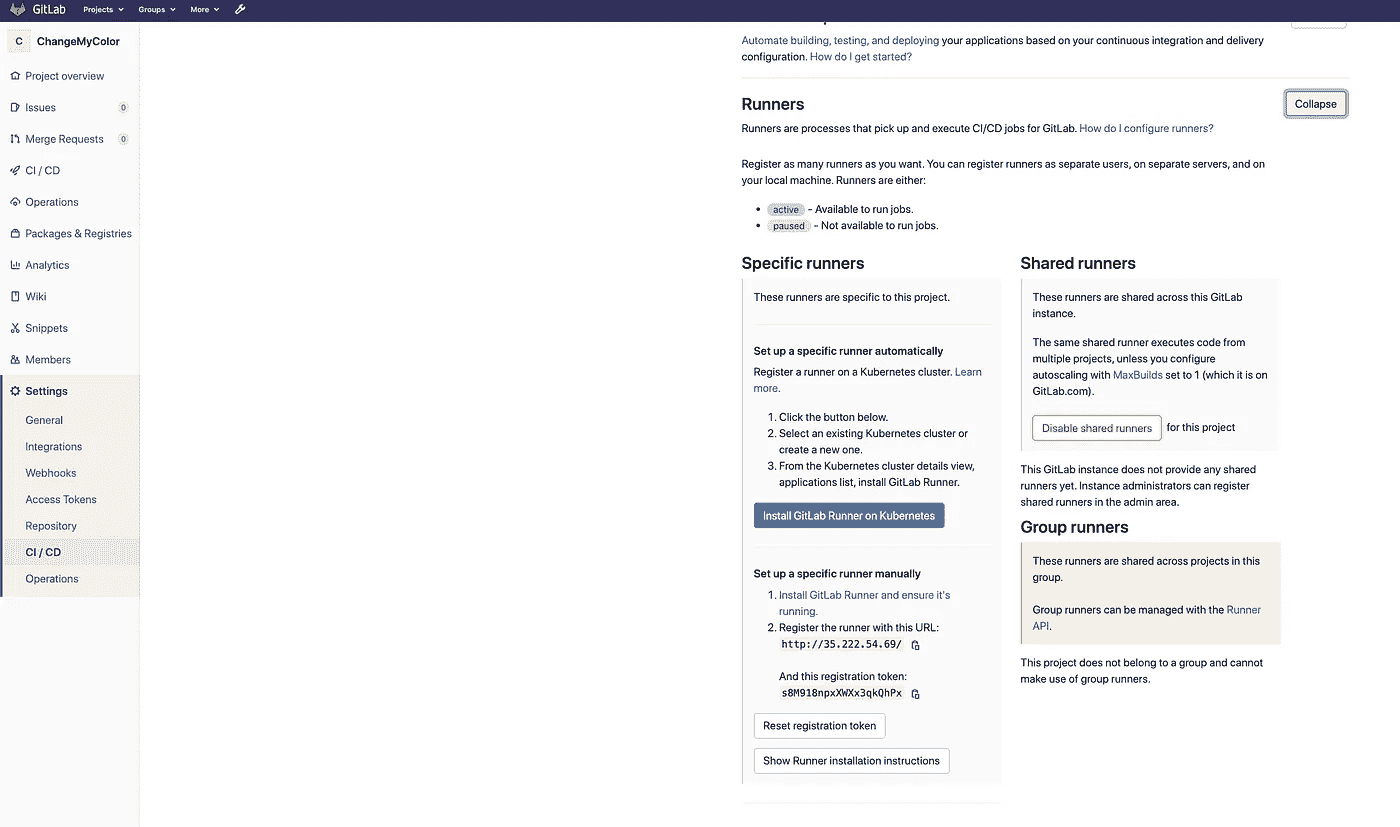 GitLab Projects Groups More
C ChangeMyColor
Project overview
Issues 0
Merge Requests 0
CI / CD
Operations
Packages & Registries
Analytics
Wiki
Snippets
Members
Settings
General
Integrations
Webhooks
Access Tokens
Repository
CI / CD
Operations
Automate building, testing, and deploying your applications based on your continuous integration and delivery
configuration. How do I get started?
Runners
Collapse
Runners are processes that pick up and execute CI/CD jobs for GitLab. How do I configure runners?
Register as many runners as you want. You can register runners as separate users, on separate servers, and on
your local machine. Runners are either:
• active - Available to run jobs.
• paused - Not available to run jobs.
Specific runners
These runners are specific to this project.
Set up a specific runner automatically
Register a runner on a Kubernetes cluster. Learn
more.
1. Click the button below.
2. Select an existing Kubernetes cluster or
create a new one.
3. From the Kubernetes cluster details view,
applications list, install GitLab Runner.
Install GitLab Runner on Kubernetes
Set up a specific runner manually
1. Install GitLab Runner and ensure it's
running.
2. Register the runner with this URL:
http://35.222.54.69/
And this registration token:
s8M918npxXWXx3qkQhPx
Reset registration token
Show Runner installation instructions
Shared runners
These runners are shared across this GitLab
instance.
The same shared runner executes code from
multiple projects, unless you configure
autoscaling with MaxBuilds set to 1 (which it is on
GitLab.com).
Disable shared runners for this project
This GitLab instance does not provide any shared
runners yet. Instance administrators can register
shared runners in the admin area.
Group runners
These runners are shared across projects in this
group.
Group runners can be managed with the Runner
API.
This project does not belong to a group and cannot
make use of group runners.